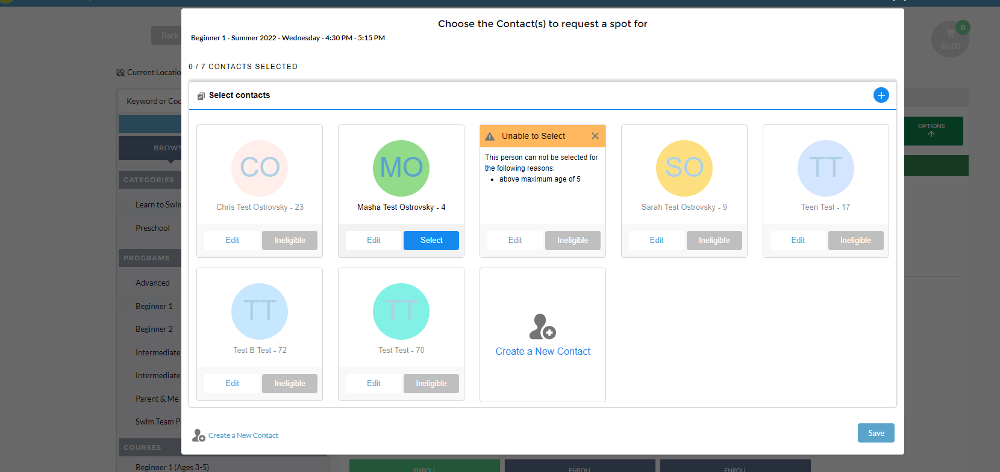 Choose the Contact(s) to request a spot for
Beginner 1 - Summer 2022 - Wednesday - 4:30 PM - 5:15 PM
0 / 7 CONTACTS SELECTED
Select contacts
CO
Chris Test Ostrovsky - 23
Edit
Ineligible
MO
Masha Test Ostrovsky - 4
Edit
Select
Unable to Select
This person can not be selected for
the following reasons:
• above maximum age of 5
Edit
Ineligible
SO
Sarah Test Ostrovsky - 9
Edit
Ineligible
TT
Teen Test - 17
Edit
Ineligible
TT
Test B Test - 72
Edit
Ineligible
TT
Test Test - 70
Edit
Ineligible
Create a New Contact
Create a New Contact
Save
Back
0
$0.00
Current
Keyword or
OPTIONS
CATEGORIES
Learn to Swim
Preschool
PROGRAMS
Advanced
Beginner 1
Beginner 2
Intermediate
Intermediate
Parent & Me
Swim Team
COURSES
Beginner 1 (Ages 3-5)
ENROLL
ENROLL
ENROLL